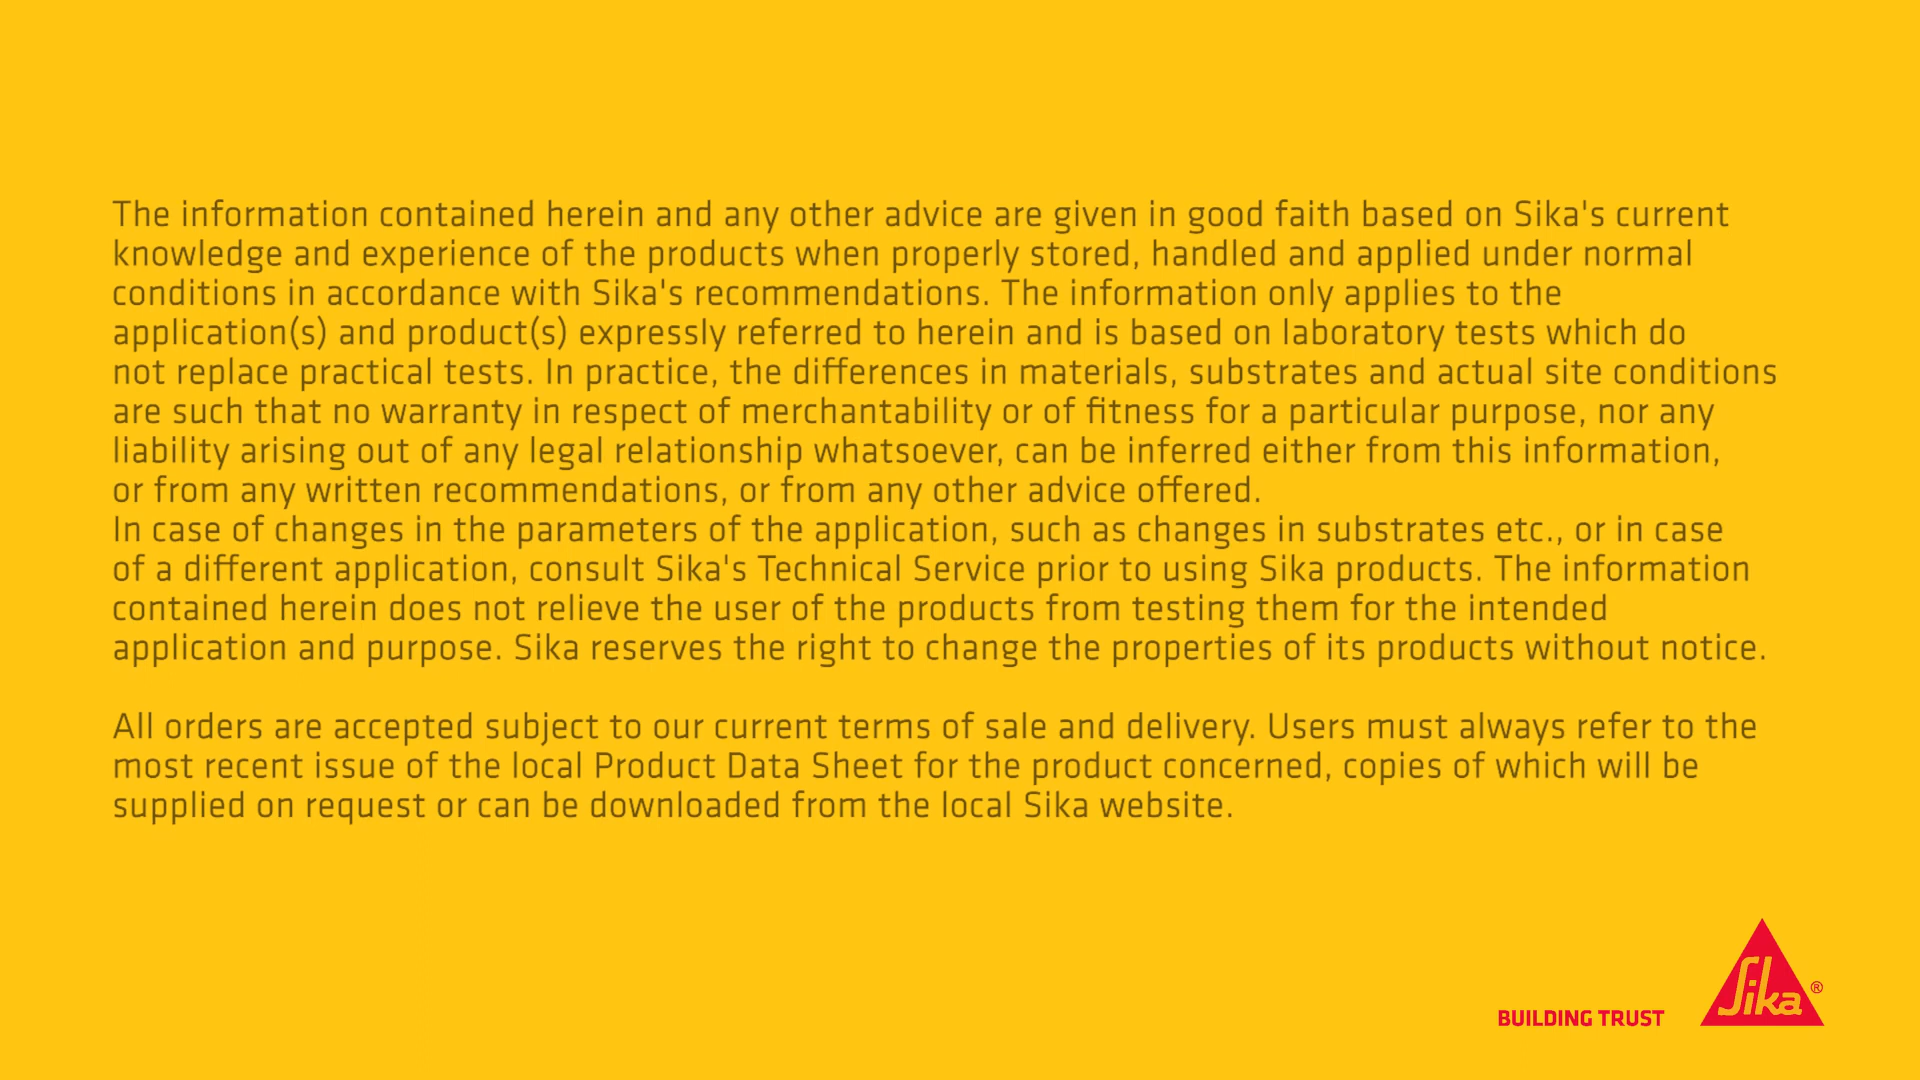 The information contained herein and any other advice are given in good faith based on Sika's current
knowledge and experience of the products when properly stored, handled and applied under normal
conditions in accordance with Sika's recommendations. The information only applies to the
application(s) and product(s) expressly referred to herein and is based on laboratory tests which do
not replace practical tests. In practice, the differences in materials, substrates and actual site conditions
are such that no warranty in respect of merchantability or of fitness for a particular purpose, nor any
liability arising out of any legal relationship whatsoever, can be inferred either from this information,
or from any written recommendations, or from any other advice offered.
In case of changes in the parameters of the application, such as changes in substrates etc., or in case
of a different application, consult Sika's Technical Service prior to using Sika products. The information
contained herein does not relieve the user of the products from testing them for the intended
application and purpose. Sika reserves the right to change the properties of its products without notice.

All orders are accepted subject to our current terms of sale and delivery. Users must always refer to the
most recent issue of the local Product Data Sheet for the product concerned, copies of which will be
supplied on request or can be downloaded from the local Sika website.
BUILDING TRUST
Sika®